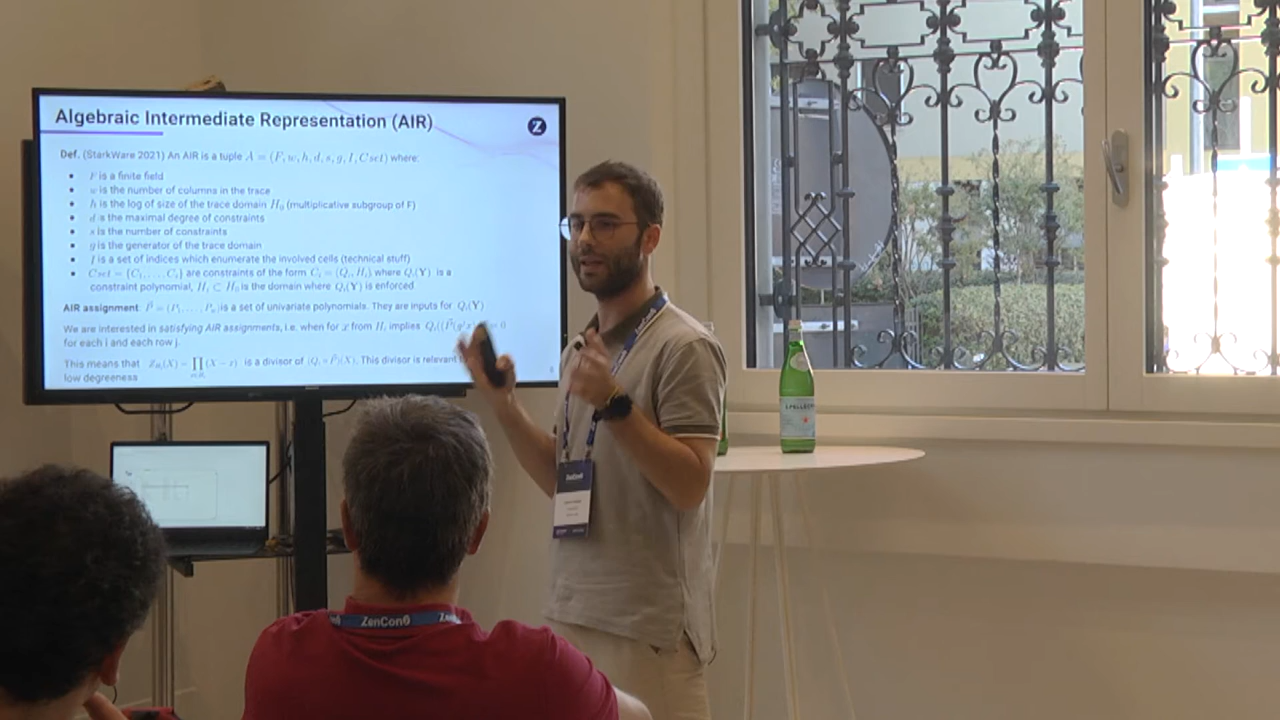 Algebraic Intermediate Representation (AIR)
Z
Def. (StarkWare 2021) An AIR is a tuple A = (F, w, h, d, s, g, I, Cset) where:
• F is a finite field
• w is the number of columns in the trace
• h is the log of size of the trace domain H₀ (multiplicative subgroup of F)
• d is the maximal degree of constraints
• s is the number of constraints
• g is the generator of the trace domain
• I is a set of indices which enumerate the involved cells (technical stuff)
• Cset = {C₁, ..., Cₛ} are constraints of the form Cᵢ = (Qᵢ, Hᵢ) where Qᵢ(Y) is a
constraint polynomial, Hᵢ ⊂ H₀ is the domain where Qᵢ(Y) is enforced
AIR assignment: P⃗ = (P₁, ..., P_w) is a set of univariate polynomials. They are inputs for Qᵢ(Y)
We are interested in satisfying AIR assignments, i.e. when for x from Hᵢ implies
for each i and each row j.
This means that is a divisor of . This divisor is relevant
low degreeness
S.PELLEGRINO
ZenCon0
ZenCon0
ZenCon0